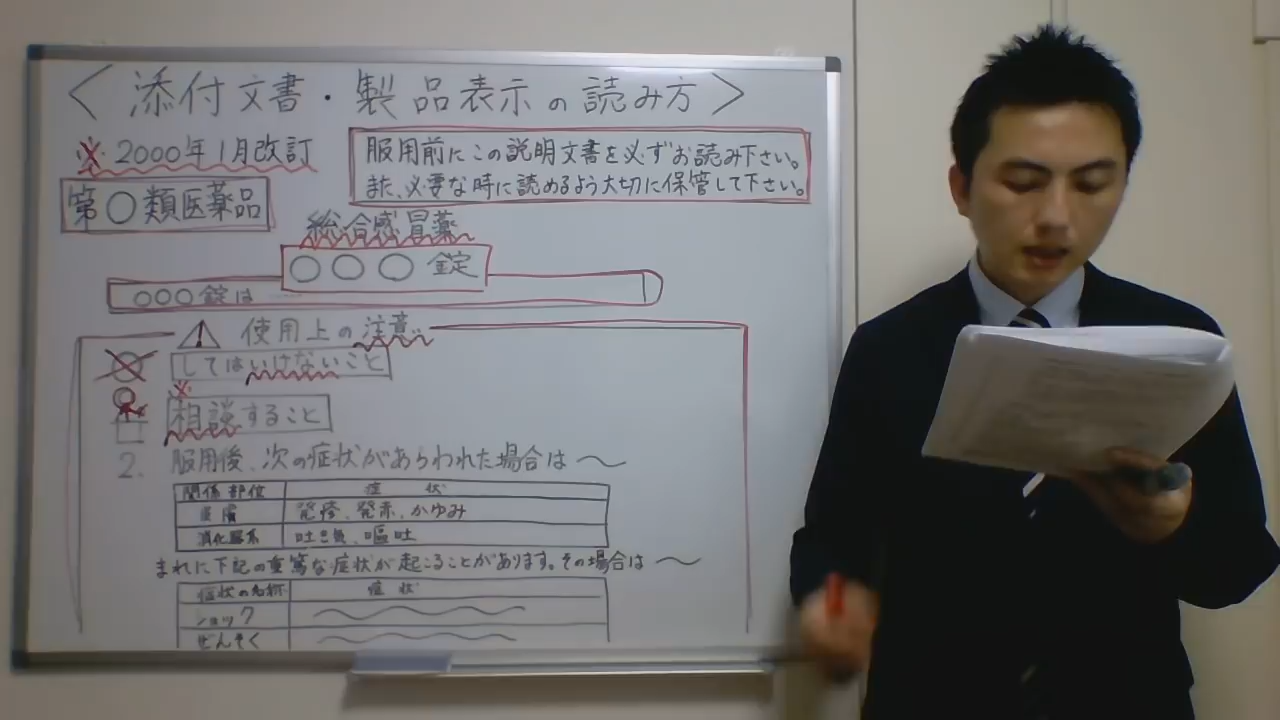 〈添付文書・製品表示の読み方〉
※2000年1月改訂
服用前にこの説明文書を必ずお読み下さい。
また、必要な時に読めるよう大切に保管して下さい。
第〇類医薬品
総合感冒薬
〇〇〇錠
〇〇〇錠は
使用上の注意
してはいけないこと
※
相談すること
2. 服用後、次の症状があらわれた場合は〜
関係部位 症状
皮膚 発疹、発赤、かゆみ
消化器系 吐き気、嘔吐
まれに下記の重篤な症状が起こることがあります。その場合は〜
症状の名称 症状
ショック
ぜんそく